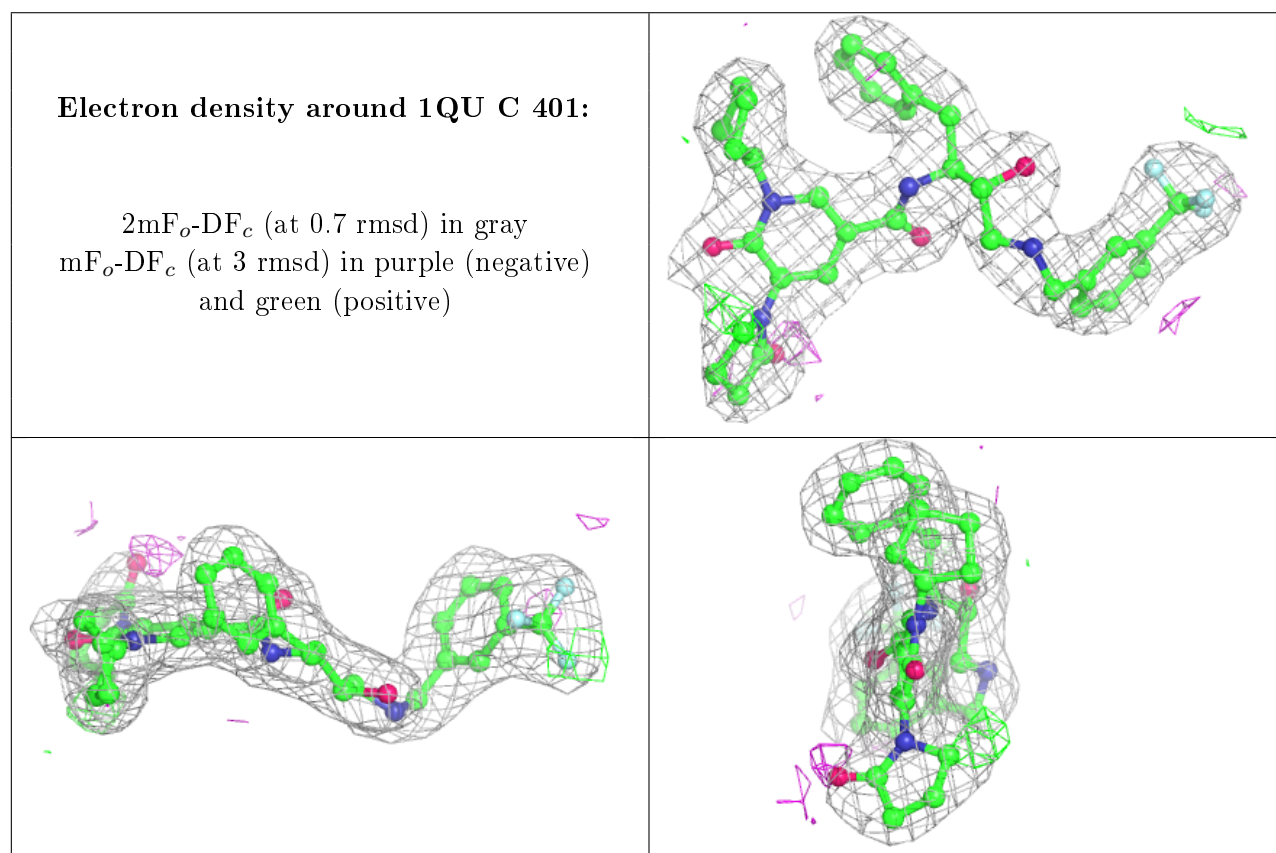 Electron density around 1QU C 401:
2mFₒ-DF𝒸 (at 0.7 rmsd) in gray
mFₒ-DF𝒸 (at 3 rmsd) in purple (negative)
and green (positive)